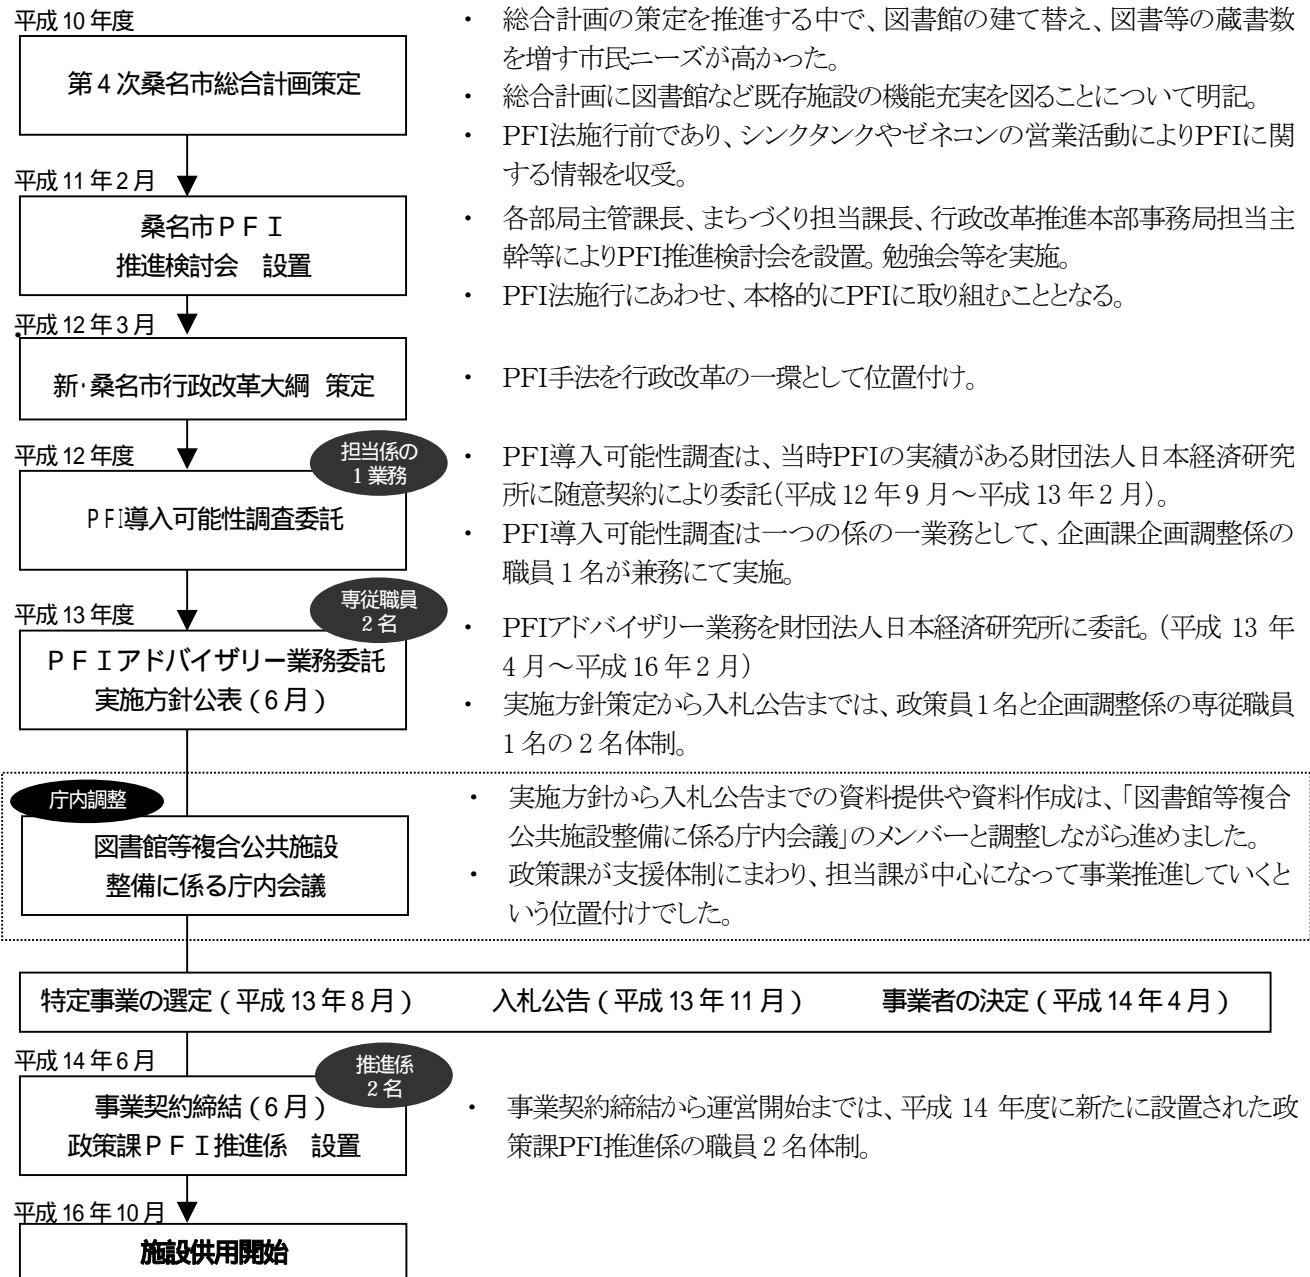 平成10年度
第4次桑名市総合計画策定
・ 総合計画の策定を推進する中で、図書館の建て替え、図書等の蔵書数
を増す市民ニーズが高かった。
・ 総合計画に図書館など既存施設の機能充実を図ることについて明記。
・ PFI法施行前であり、シンクタンクやゼネコンの営業活動によりPFIに関
する情報を収受。
平成11年2月
桑名市PFI
推進検討会 設置
・ 各部局主管課長、まちづくり担当課長、行政改革推進本部事務局担当主
幹等によりPFI推進検討会を設置。勉強会等を実施。
・ PFI法施行にあわせ、本格的にPFIに取り組むこととなる。
平成12年3月
新・桑名市行政改革大綱 策定
・ PFI手法を行政改革の一環として位置付け。
平成12年度
担当係の
1業務
PFI導入可能性調査委託
・ PFI導入可能性調査は、当時PFIの実績がある財団法人日本経済研究
所に随意契約により委託(平成12年9月~平成13年2月)。
・ PFI導入可能性調査は一つの係の一業務として、企画課企画調整係の
職員1名が兼務にて実施。
平成13年度
専従職員
2名
PFIアドバイザリー業務委託
実施方針公表(6月)
・ PFIアドバイザリー業務を財団法人日本経済研究所に委託。(平成 13 年
4月~平成16年2月)
・ 実施方針策定から入札公告までは、政策員1名と企画調整係の専従職員
1名の2名体制。
庁内調整
図書館等複合公共施設
整備に係る庁内会議
・ 実施方針から入札公告までの資料提供や資料作成は、「図書館等複合
公共施設整備に係る庁内会議」のメンバーと調整しながら進めました。
・ 政策課が支援体制にまわり、担当課が中心になって事業推進していくと
いう位置付けでした。
特定事業の選定(平成13年8月) 入札公告(平成13年11月) 事業者の決定(平成14年4月)
平成14年6月
推進係
2名
事業契約締結(6月)
政策課PFI推進係 設置
・ 事業契約締結から運営開始までは、平成 14 年度に新たに設置された政
策課PFI推進係の職員2名体制。
平成16年10月
施設供用開始